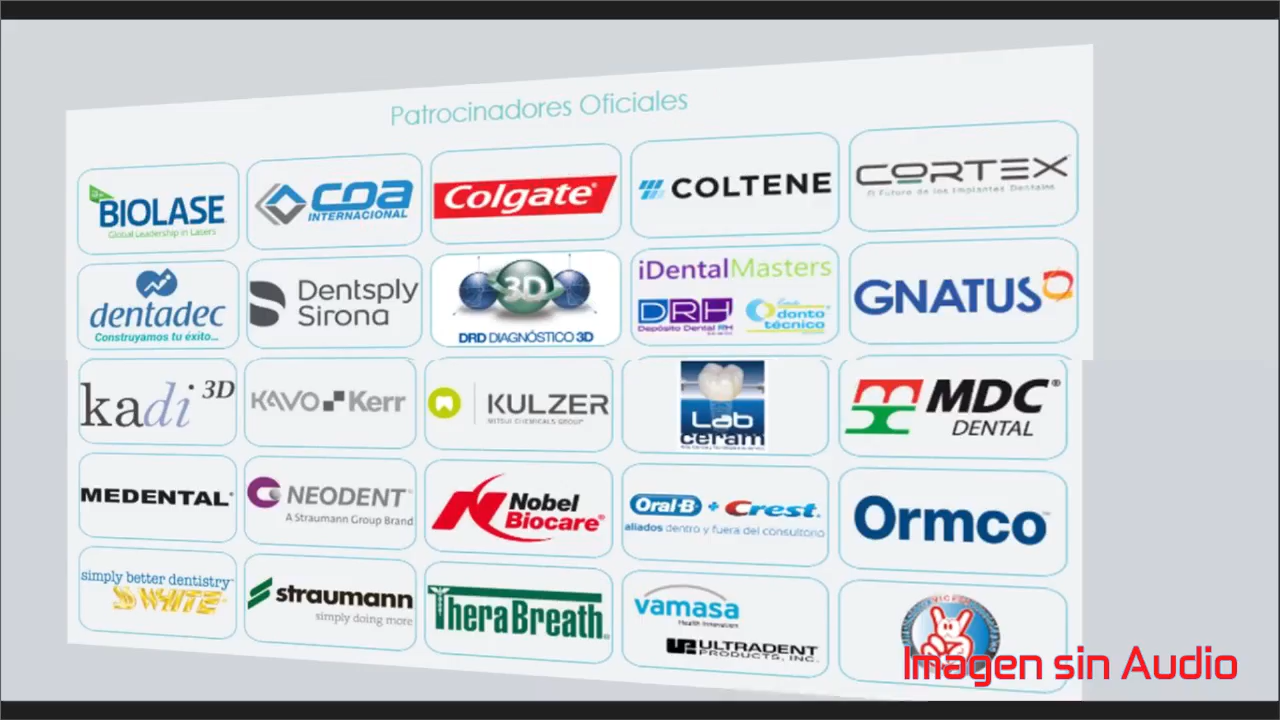 Patrocinadores Oficiales
BIOLASE
Global Leadership in Lasers
COA
INTERNACIONAL
Colgate®
COLTENE
CORTEX
El Futuro de los Implantes Dentales
dentadec
Construyamos tu éxito...
Dentsply
Sirona
3D
DRD DIAGNÓSTICO 3D
iDentalMasters
DRH
Depósito Dental RH
odonto
técnico
GNATUS
kadi 3D
KAVO Kerr
KULZER
MITSUI CHEMICALS GROUP
Lab
ceram
MDC®
DENTAL
MEDENTAL
NEODENT
A Straumann Group Brand
Nobel
Biocare®
Oral-B + Crest
aliados dentro y fuera del consultorio
Ormco
simply better dentistry
S WHITE
straumann
simply doing more
TheraBreath
vamasa
Health Innovation
ULTRADENT
PRODUCTS, INC.
Imagen sin Audio